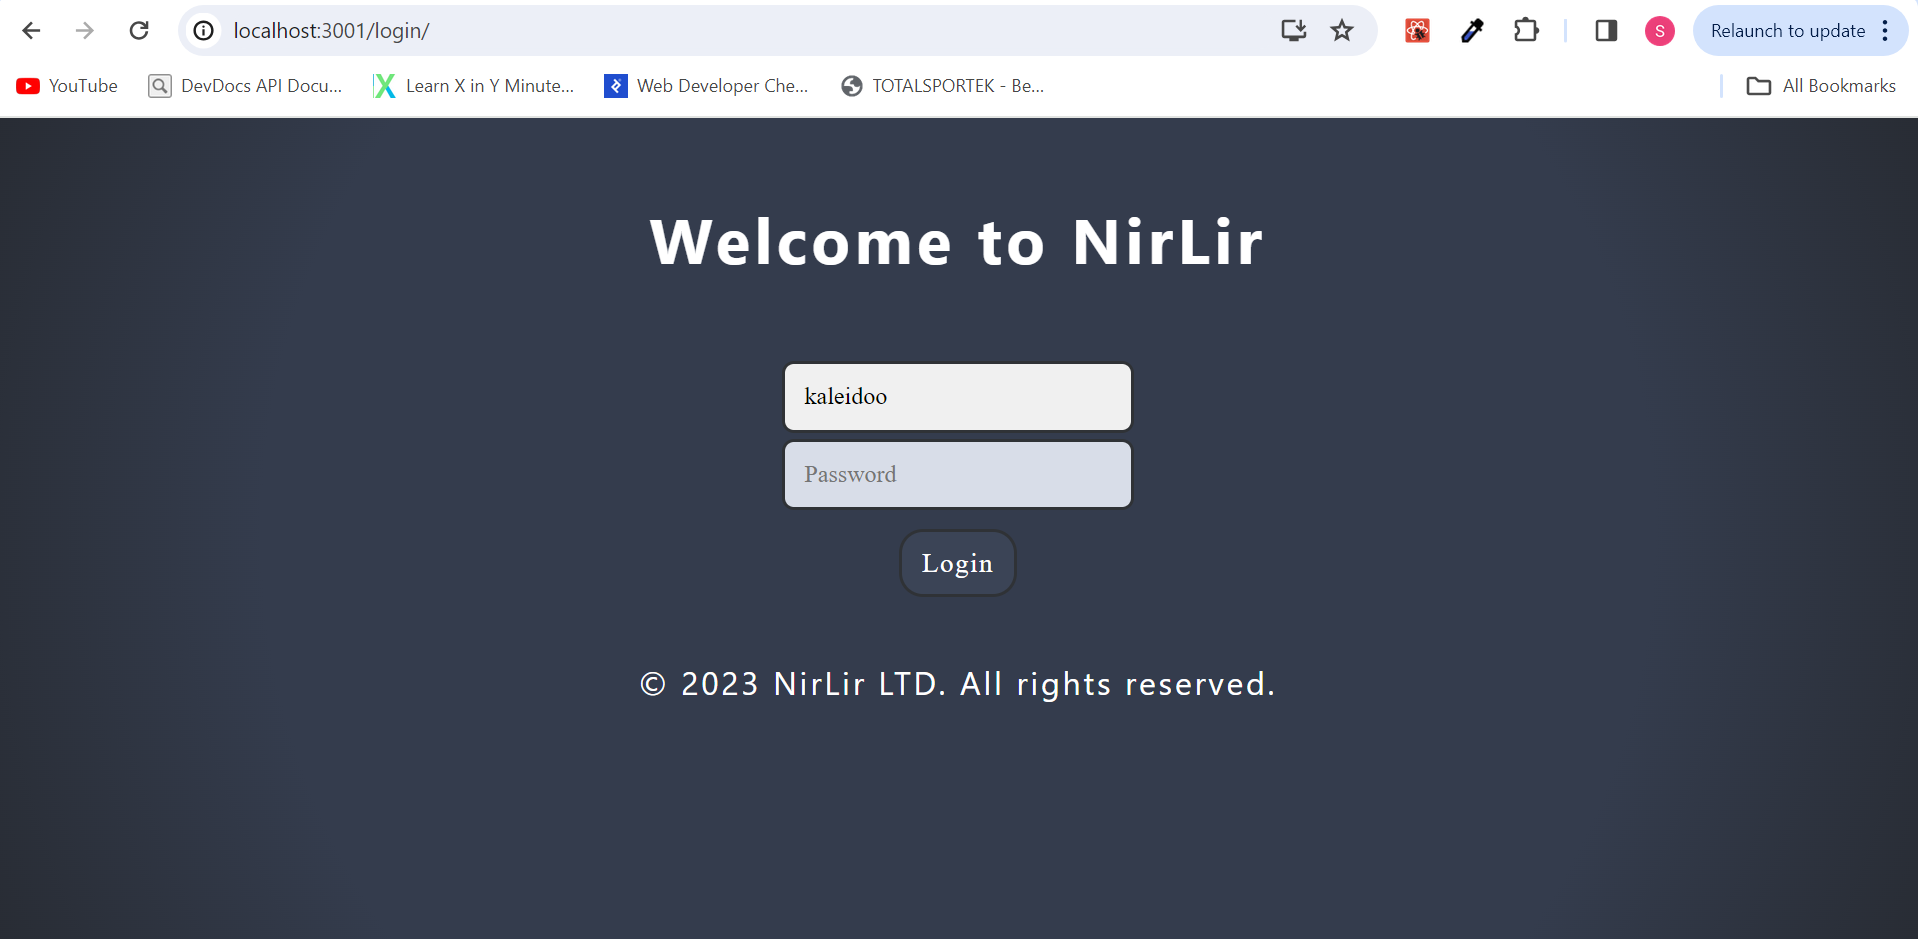 localhost:3001/login/
S
Relaunch to update
YouTube
DevDocs API Docu...
Learn X in Y Minute...
Web Developer Che...
TOTALSPORTEK - Be...
All Bookmarks
Welcome to NirLir
kaleidoo
Password
Login
© 2023 NirLir LTD. All rights reserved.